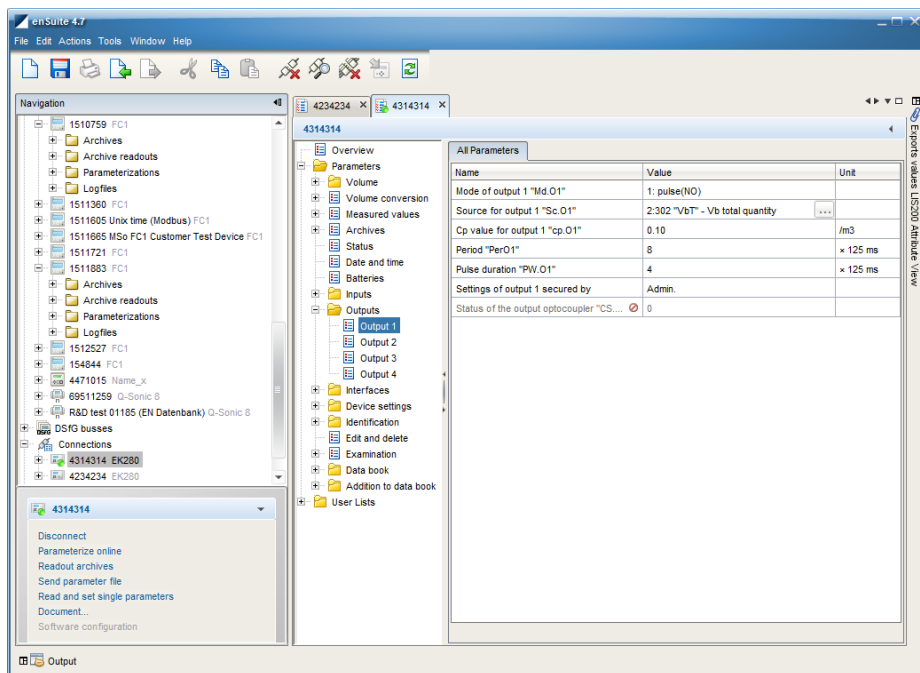 enSuite 4.7
File Edit Actions Tools Window Help
Navigation
1510759 FC1
Archives
Archive readouts
Parameterizations
Logfiles
1511360 FC1
1511605 Unix time (Modbus) FC1
1511665 MSo FC1 Customer Test Device FC1
1511721 FC1
1511883 FC1
Archives
Archive readouts
Parameterizations
Logfiles
1512527 FC1
154844 FC1
4471015 Name_x
69511259 Q-Sonic 8
R&D test 01185 (EN Datenbank) Q-Sonic 8
DSfG busses
Connections
4314314 EK280
4234234 EK280
4314314
Disconnect
Parameterize online
Readout archives
Send parameter file
Read and set single parameters
Document...
Software configuration
4234234
4314314
4314314
Overview
Parameters
Volume
Volume conversion
Measured values
Archives
Status
Date and time
Batteries
Inputs
Outputs
Output 1
Output 2
Output 3
Output 4
Interfaces
Device settings
Identification
Edit and delete
Examination
Data book
Addition to data book
User Lists
All Parameters
Name Value Unit
Mode of output 1 "Md.O1" 1: pulse(NO)
Source for output 1 "Sc.O1" 2:302 "VbT" - Vb total quantity ...
Cp value for output 1 "cp.O1" 0.10 /m3
Period "PerO1" 8 × 125 ms
Pulse duration "PW.O1" 4 × 125 ms
Settings of output 1 secured by Admin.
Status of the output optocoupler "CS.... 0
Exports values LIS200 Attribute View
Output